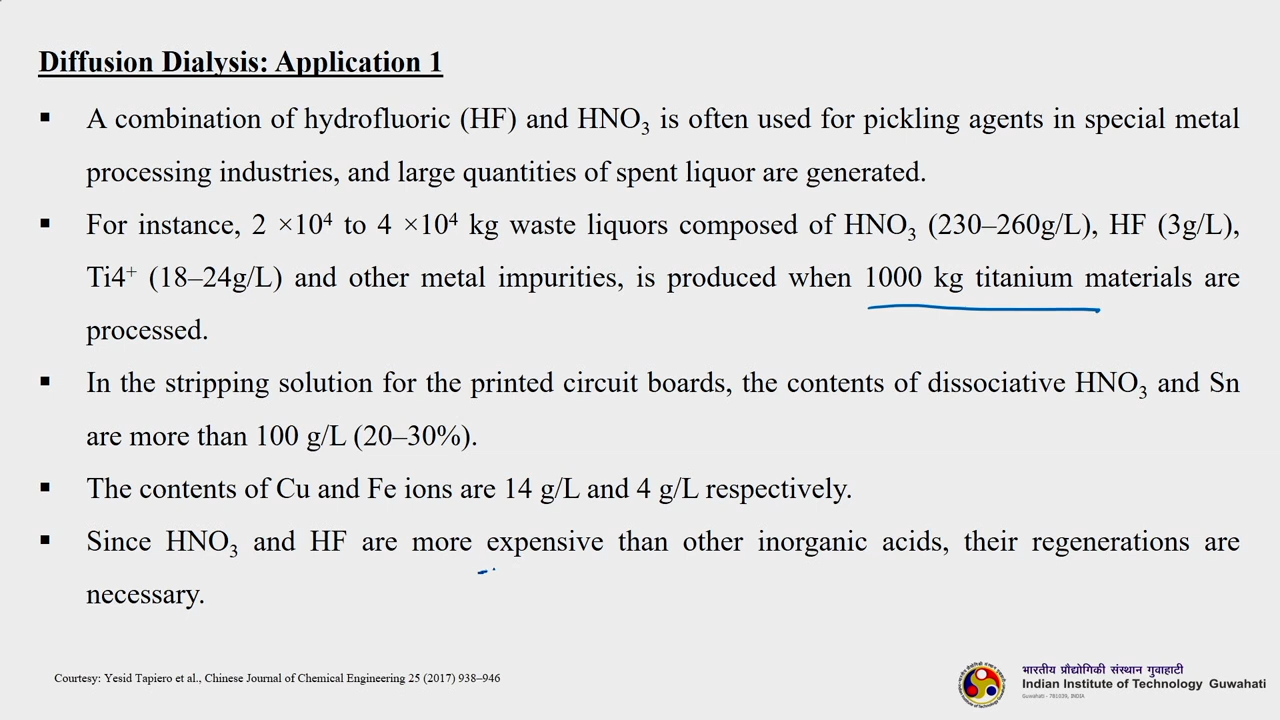 Diffusion Dialysis: Application 1
▪ A combination of hydrofluoric (HF) and HNO₃ is often used for pickling agents in special metal
processing industries, and large quantities of spent liquor are generated.
▪ For instance, 2 ×10⁴ to 4 ×10⁴ kg waste liquors composed of HNO₃ (230–260g/L), HF (3g/L),
Ti4⁺ (18–24g/L) and other metal impurities, is produced when 1000 kg titanium materials are
processed.
▪ In the stripping solution for the printed circuit boards, the contents of dissociative HNO₃ and Sn
are more than 100 g/L (20–30%).
▪ The contents of Cu and Fe ions are 14 g/L and 4 g/L respectively.
▪ Since HNO₃ and HF are more expensive than other inorganic acids, their regenerations are
necessary.
Courtesy: Yesid Tapiero et al., Chinese Journal of Chemical Engineering 25 (2017) 938–946
भारतीय प्रौद्योगिकी संस्थान गुवाहाटी
Indian Institute of Technology Guwahati
Guwahati - 781039, INDIA